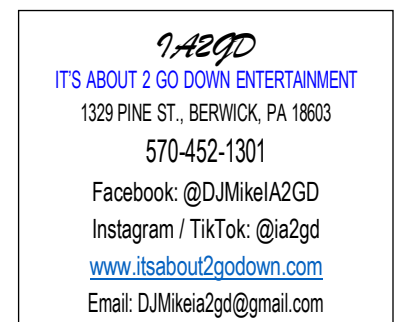 IA2GD
IT'S ABOUT 2 GO DOWN ENTERTAINMENT
1329 PINE ST., BERWICK, PA 18603
570-452-1301
Facebook: @DJMikeIA2GD
Instagram / TikTok: @ia2gd
www.itsabout2godown.com
Email: DJMikeia2gd@gmail.com